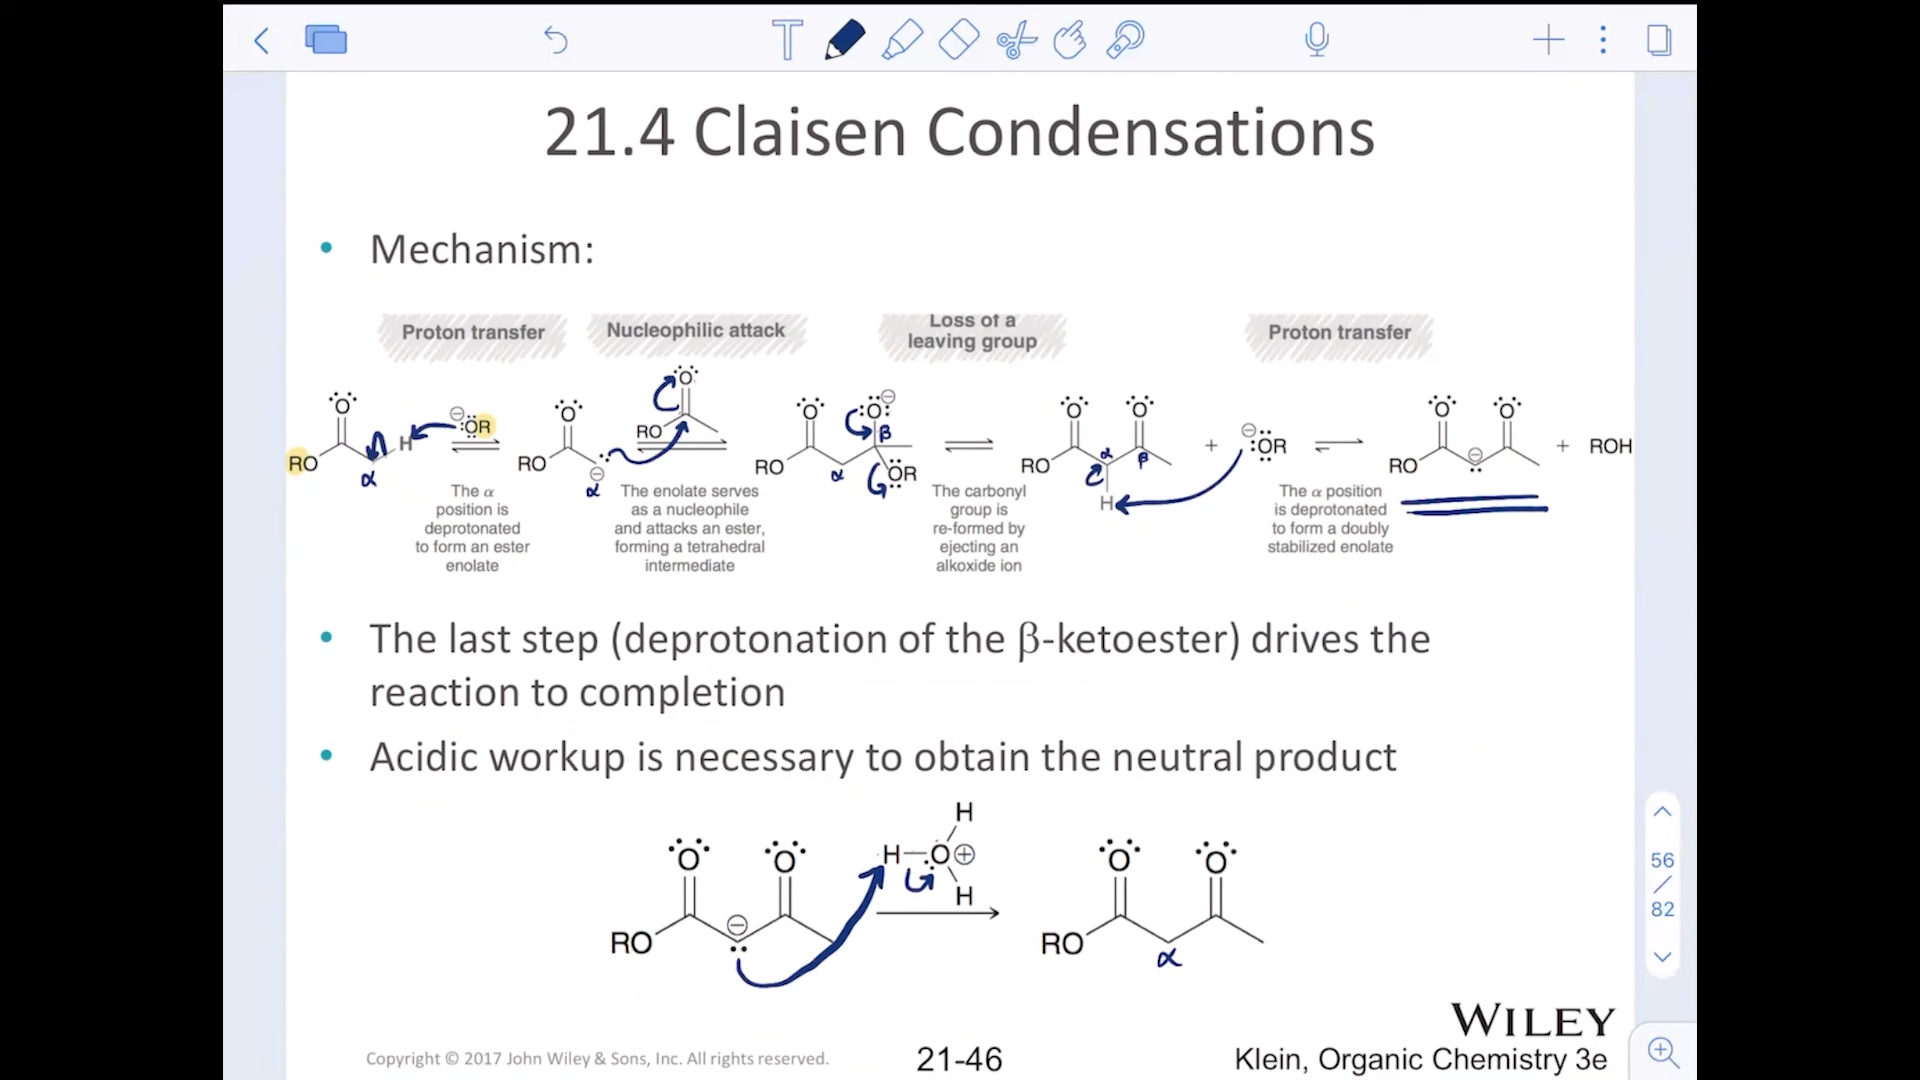 21.4 Claisen Condensations
• Mechanism:
Proton transfer
Nucleophilic attack
Loss of a
leaving group
Proton transfer
O
RO
α
H
⊖
:OR
O
RO
⊖
α
O
RO
O
RO
α
⊖
:O:
β
OR
O
O
RO
α
β
H
+
⊖
:OR
O
O
RO
⊖
+ ROH
The α
position is
deprotonated
to form an ester
enolate
The enolate serves
as a nucleophile
and attacks an ester,
forming a tetrahedral
intermediate
The carbonyl
group is
re-formed by
ejecting an
alkoxide ion
The α position
is deprotonated
to form a doubly
stabilized enolate
• The last step (deprotonation of the β-ketoester) drives the
reaction to completion
• Acidic workup is necessary to obtain the neutral product
O
O
RO
⊖
H
H—O⊕
H
O
O
RO
α
56
/
82
WILEY
Copyright © 2017 John Wiley & Sons, Inc. All rights reserved.
21-46
Klein, Organic Chemistry 3e